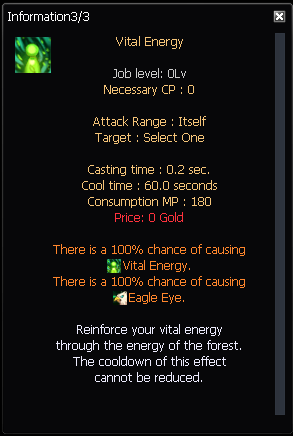 Information3/3
Vital Energy
Job level: 0Lv
Necessary CP : 0
Attack Range : Itself
Target : Select One
Casting time : 0.2 sec.
Cool time : 60.0 seconds
Consumption MP : 180
Price: 0 Gold
There is a 100% chance of causing
Vital Energy.
There is a 100% chance of causing
Eagle Eye.
Reinforce your vital energy
through the energy of the forest.
The cooldown of this effect
cannot be reduced.